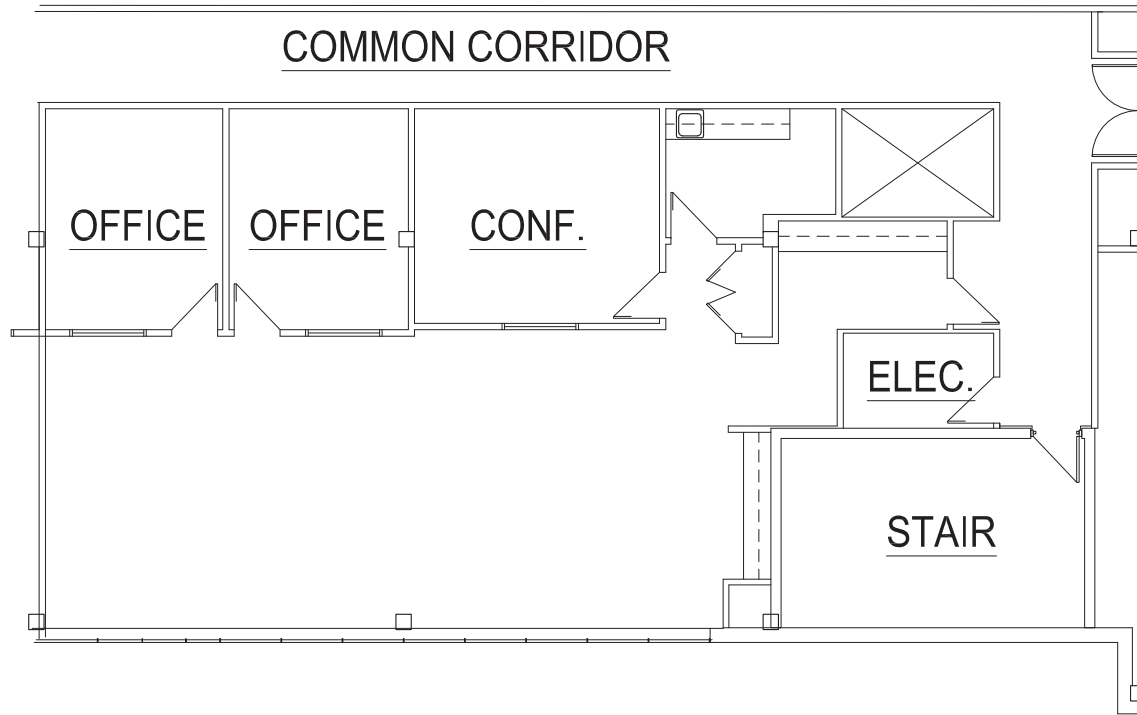 COMMON CORRIDOR
OFFICE
OFFICE
CONF.
ELEC.
STAIR